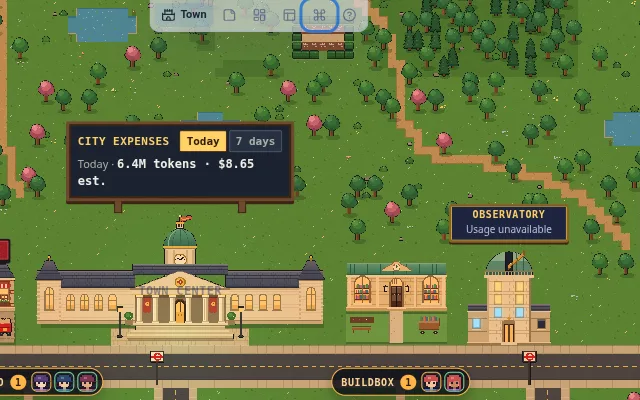 Town
CITY EXPENSES
Today
7 days
Today · 6.4M tokens · $8.65
est.
OBSERVATORY
Usage unavailable
TOWN CENTER
1
BUILDBOX 1